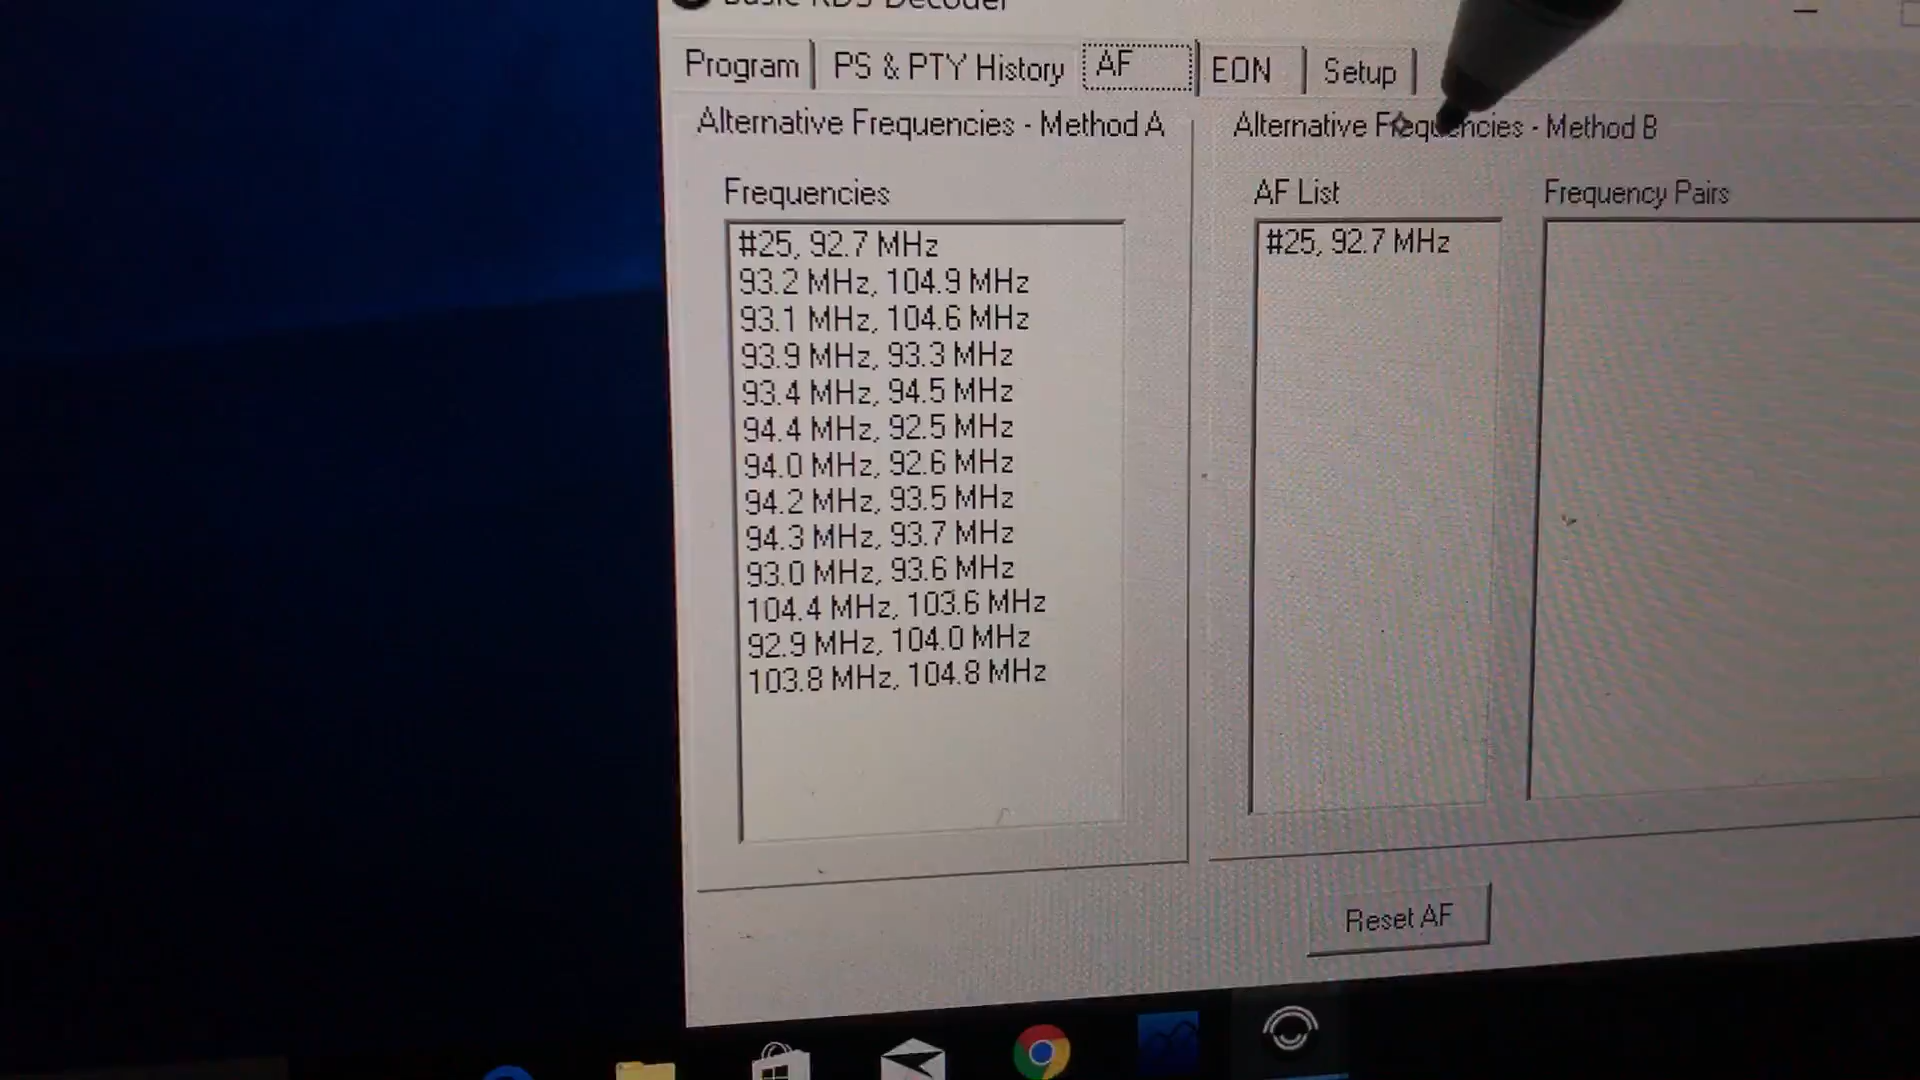 Basic RDS Decoder
Program
PS & PTY History
AF
EON
Setup
Alternative Frequencies - Method A
Frequencies
#25, 92.7 MHz
93.2 MHz, 104.9 MHz
93.1 MHz, 104.6 MHz
93.9 MHz, 93.3 MHz
93.4 MHz, 94.5 MHz
94.4 MHz, 92.5 MHz
94.0 MHz, 92.6 MHz
94.2 MHz, 93.5 MHz
94.3 MHz, 93.7 MHz
93.0 MHz, 93.6 MHz
104.4 MHz, 103.6 MHz
92.9 MHz, 104.0 MHz
103.8 MHz, 104.8 MHz
Alternative Frequencies - Method B
AF List
#25, 92.7 MHz
Frequency Pairs
Reset AF